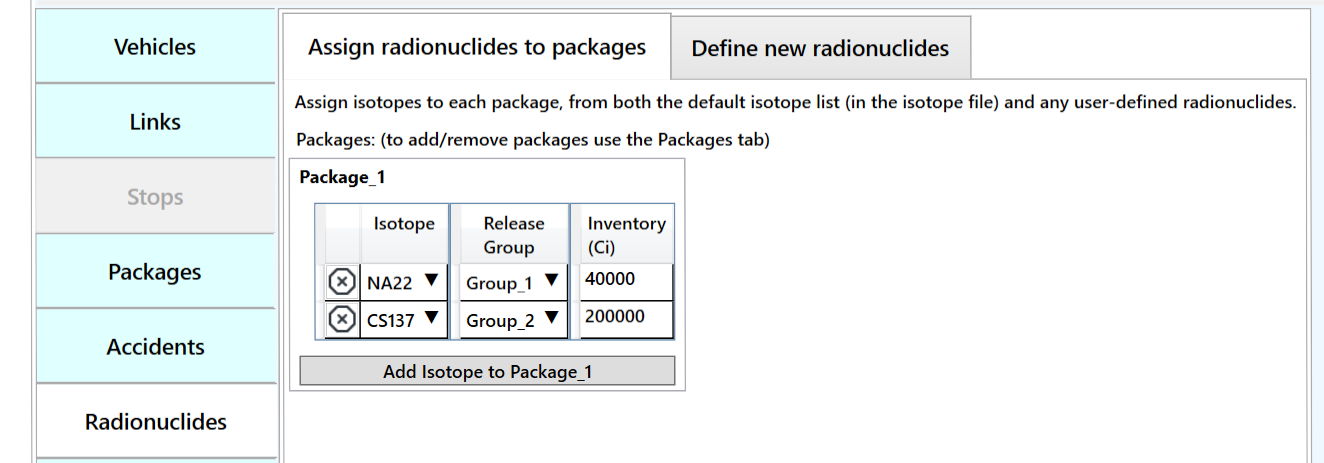 Vehicles
Links
Stops
Packages
Accidents
Radionuclides
Assign radionuclides to packages
Define new radionuclides
Assign isotopes to each package, from both the default isotope list (in the isotope file) and any user-defined radionuclides.
Packages: (to add/remove packages use the Packages tab)
Package_1
Isotope Release Group Inventory (Ci)
NA22 Group_1 40000
CS137 Group_2 200000
Add Isotope to Package_1